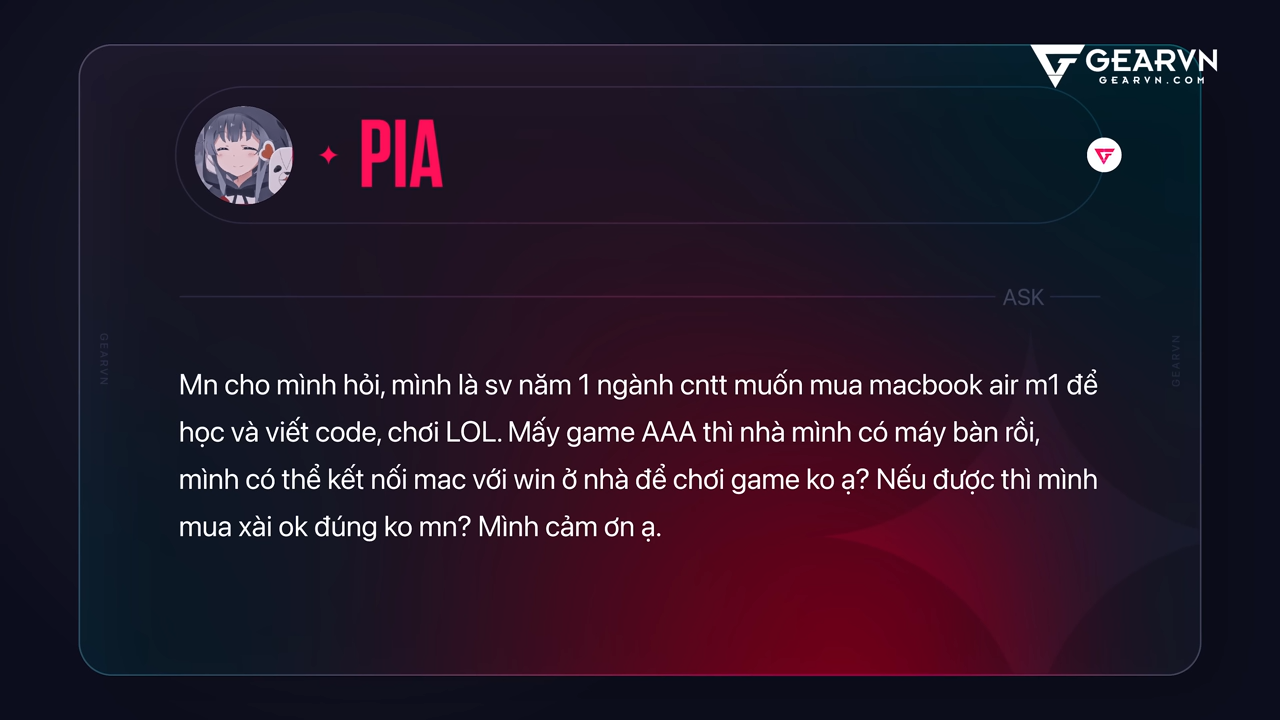 GEARVN
GEARVN.COM
PIA
ASK
GEARVN
GEARVN
Mn cho mình hỏi, mình là sv năm 1 ngành cntt muốn mua macbook air m1 để
học và viết code, chơi LOL. Mấy game AAA thì nhà mình có máy bàn rồi,
mình có thể kết nối mac với win ở nhà để chơi game ko ạ? Nếu được thì mình
mua xài ok đúng ko mn? Mình cảm ơn ạ.